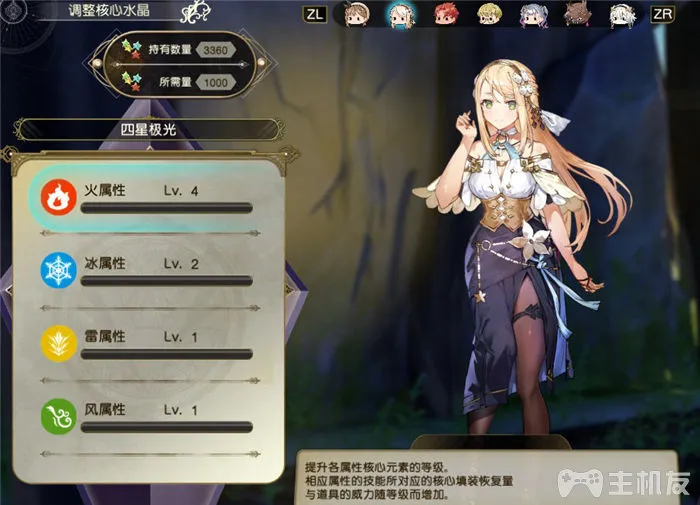 调整核心水晶
ZL
ZR
持有数量 3360
所需量 1000
四星极光
火属性 Lv. 4
冰属性 Lv. 2
雷属性 Lv. 1
风属性 Lv. 1
提升各属性核心元素的等级。
相应属性的技能所对应的核心填装恢复量
与道具的威力随等级而增加。
主机友